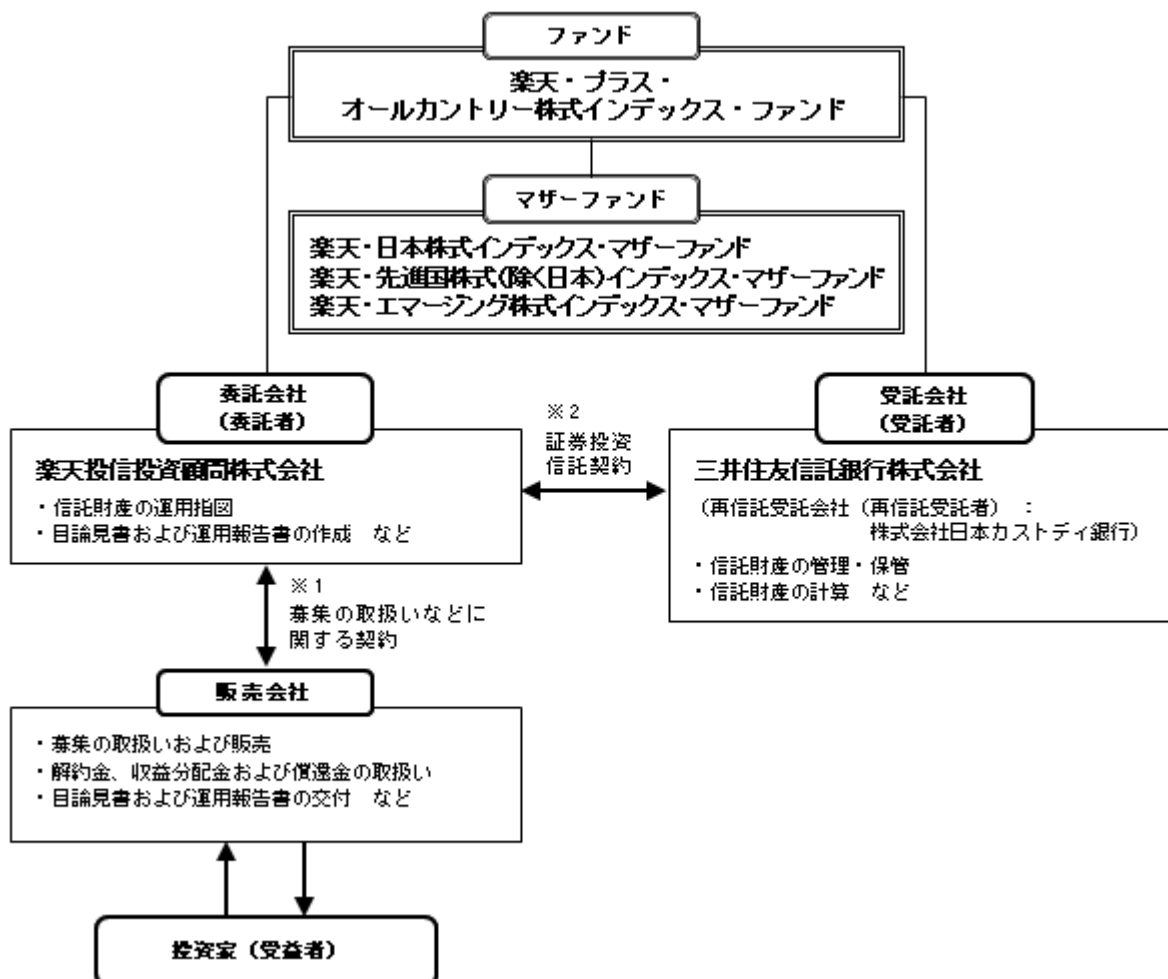 ファンド
楽天・プラス・
オールカントリー株式インデックス・ファンド
マザーファンド
楽天・日本株式インデックス・マザーファンド
楽天・先進国株式(除く日本)インデックス・マザーファンド
楽天・エマージング株式インデックス・マザーファンド
委託会社
(委託者)
楽天投信投資顧問株式会社
・信託財産の運用指図
・目論見書および運用報告書の作成 など
※2
証券投資
信託契約
受託会社
(受託者)
三井住友信託銀行株式会社
(再信託受託会社(再信託受託者) :
株式会社日本カストディ銀行)
・信託財産の管理・保管
・信託財産の計算 など
※1
募集の取扱いなどに
関する契約
販売会社
・募集の取扱いおよび販売
・解約金、収益分配金および償還金の取扱い
・目論見書および運用報告書の交付 など
投資家(受益者)